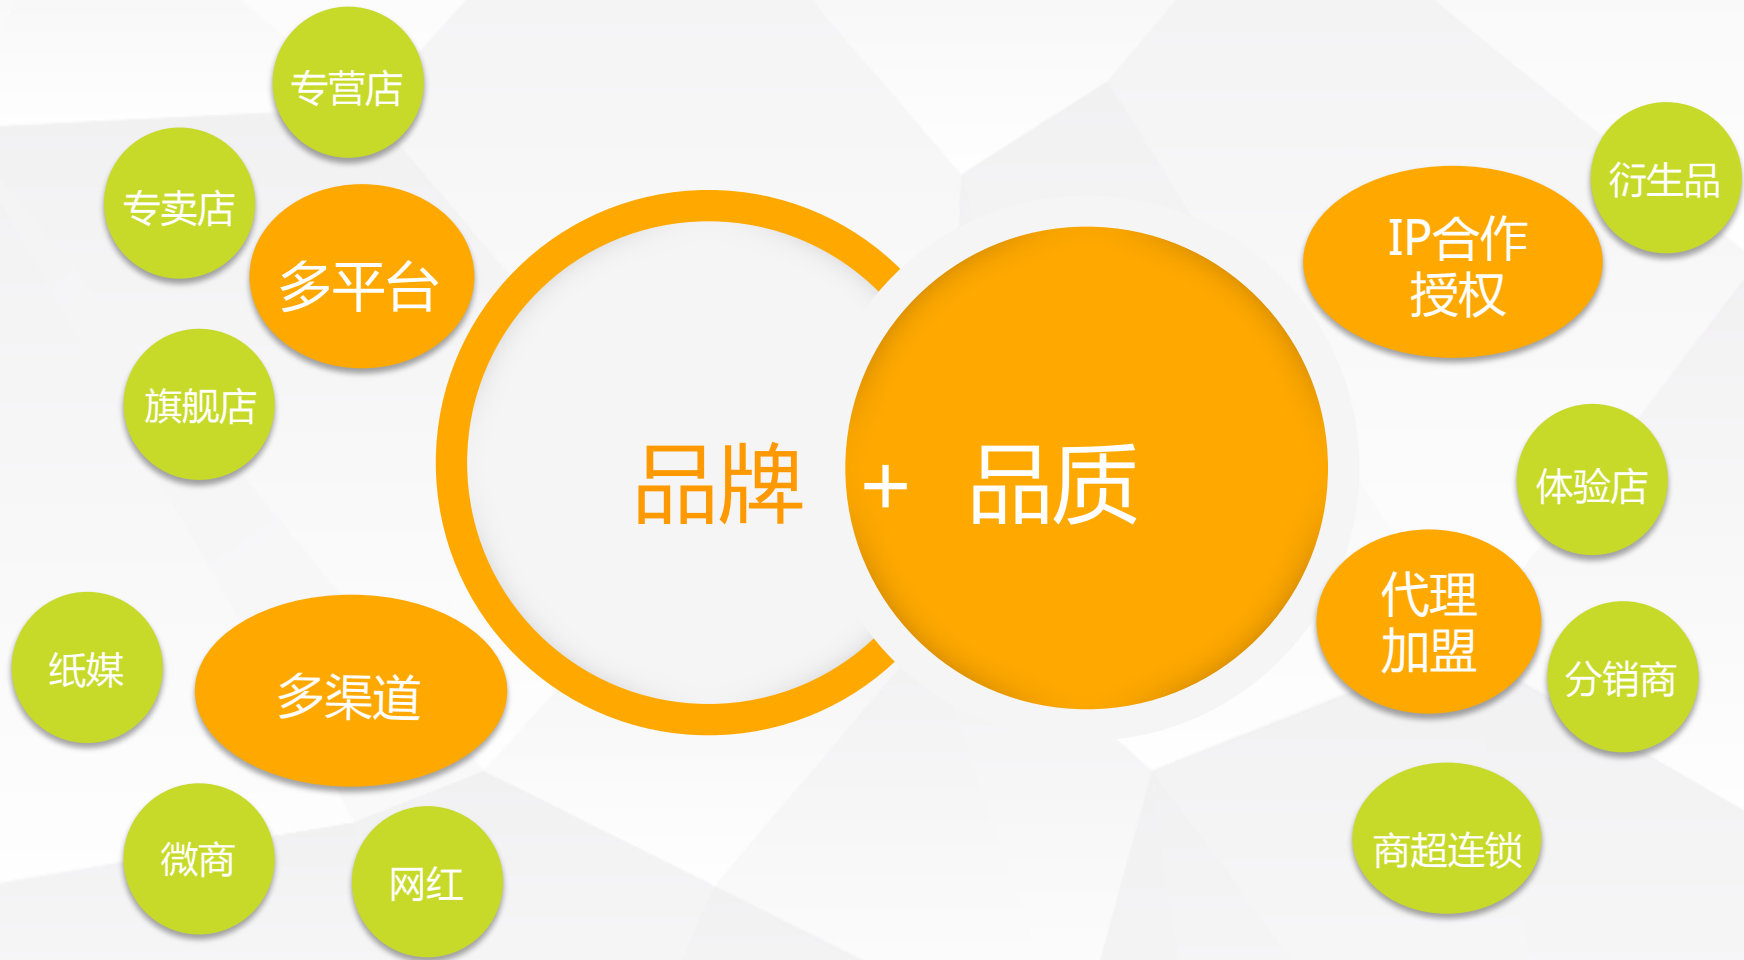 专营店
专卖店
多平台
旗舰店
品牌 + 品质
纸媒
多渠道
微商
网红
衍生品
IP合作
授权
体验店
代理
加盟
分销商
商超连锁